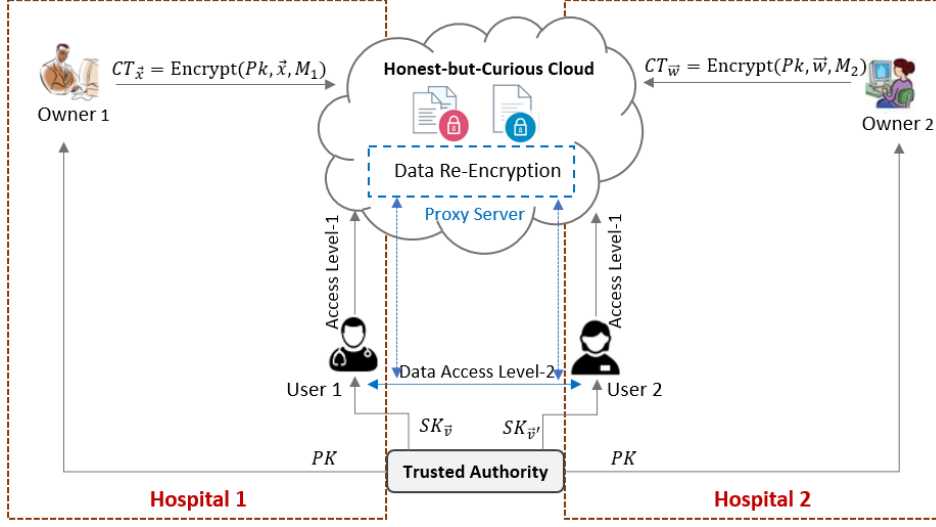 CT_x⃗ = Encrypt(Pk, x⃗, M₁)
Honest-but-Curious Cloud
CT_w⃗ = Encrypt(Pk, w⃗, M₂)
Owner 1
Owner 2
Data Re-Encryption
Proxy Server
Access Level-1
Access Level-1
User 1
Data Access Level-2
User 2
SK_v⃗
SK_v⃗'
PK
Trusted Authority
PK
Hospital 1
Hospital 2